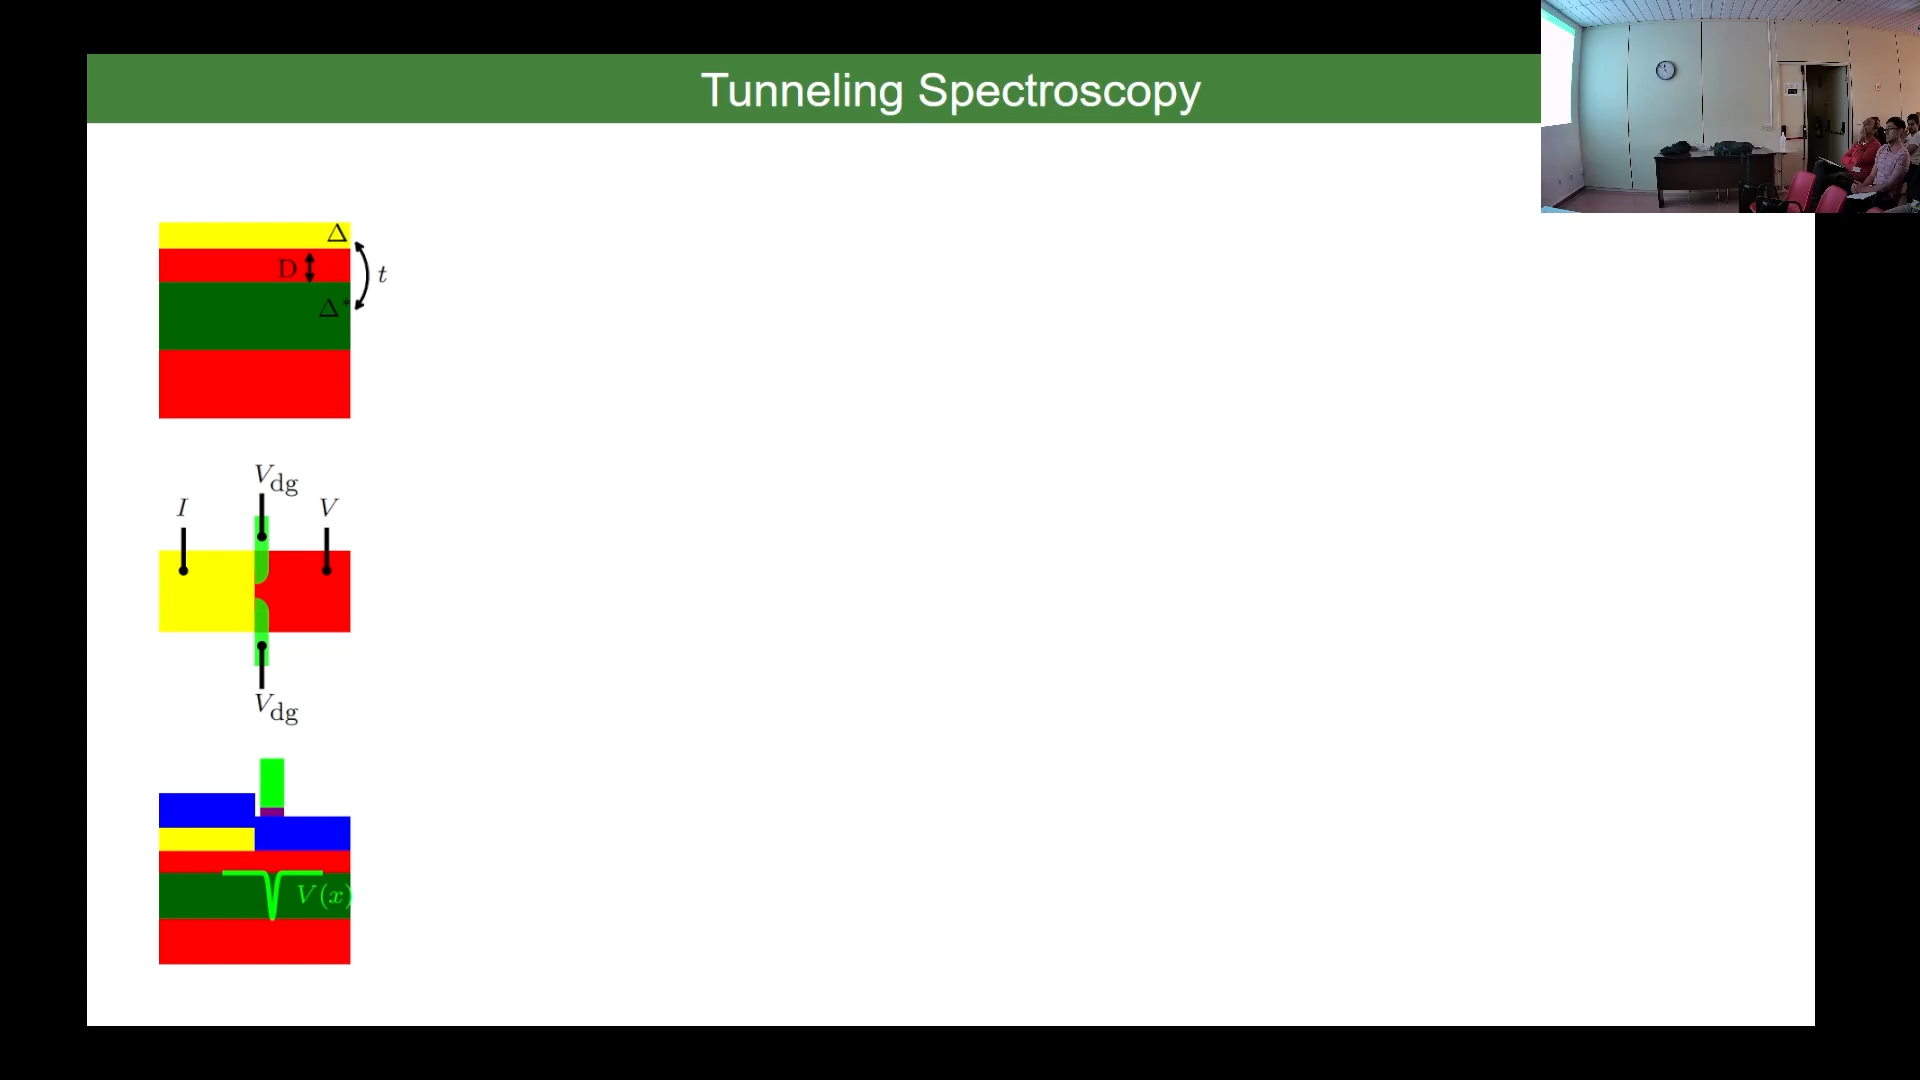 Tunneling Spectroscopy
Δ
D
t
Δ*
V_dg
I
V
V_dg
V(x)